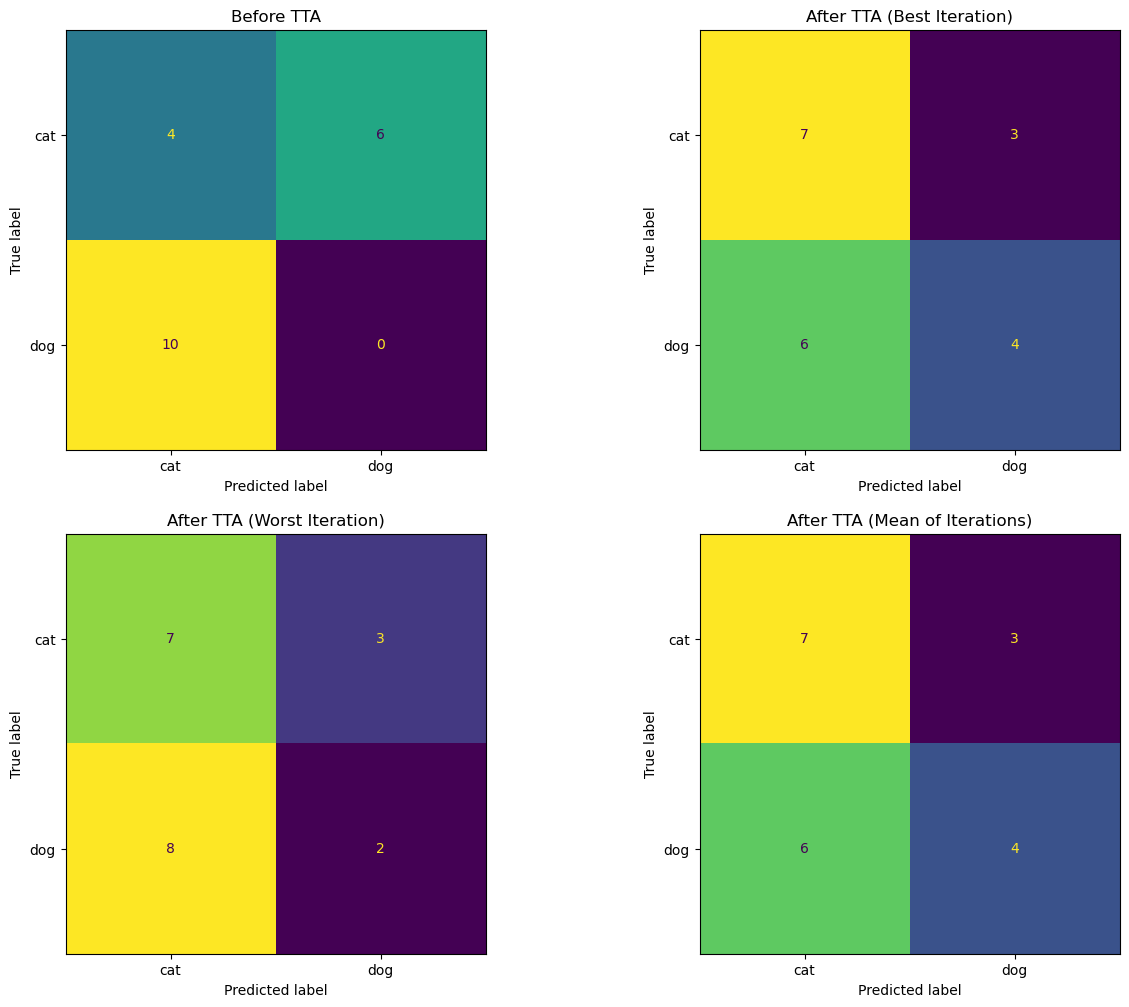 Before TTA
True label
cat
4
6
dog
10
0
cat
dog
Predicted label
After TTA (Best Iteration)
True label
cat
7
3
dog
6
4
cat
dog
Predicted label
After TTA (Worst Iteration)
True label
cat
7
3
dog
8
2
cat
dog
Predicted label
After TTA (Mean of Iterations)
True label
cat
7
3
dog
6
4
cat
dog
Predicted label